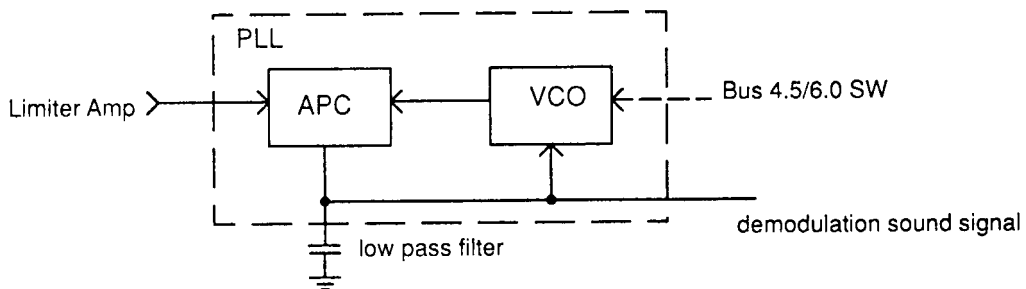 PLL
Limiter Amp
APC
VCO
Bus 4.5/6.0 SW
demodulation sound signal
low pass filter